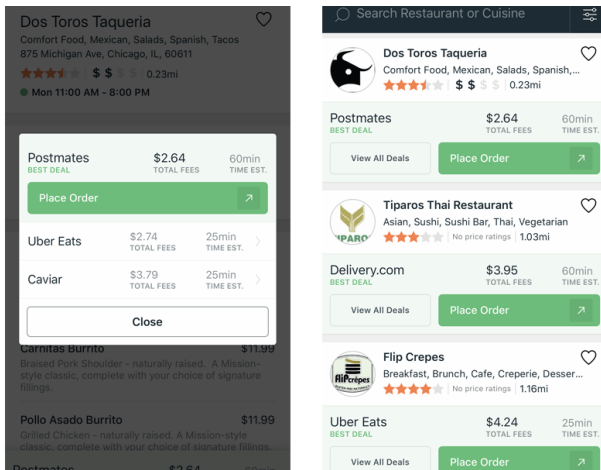 Dos Toros Taqueria
Comfort Food, Mexican, Salads, Spanish, Tacos
875 Michigan Ave, Chicago, IL, 60611
$ $ $ $ 0.23mi
Mon 11:00 AM - 8:00 PM
Postmates $2.64 60min
BEST DEAL TOTAL FEES TIME EST.
Place Order
Uber Eats $2.74 25min
TOTAL FEES TIME EST.
Caviar $3.79 25min
TOTAL FEES TIME EST.
Close
Carnitas Burrito $11.99
Braised Pork Shoulder - naturally raised. A Mission-
style classic, complete with your choice of signature
fillings.
Pollo Asado Burrito $11.99
Grilled Chicken - naturally raised. A Mission-style
classic, complete with your choice of signature fillings.
Postmates $2.64 60min
Search Restaurant or Cuisine
Dos Toros Taqueria
Comfort Food, Mexican, Salads, Spanish,...
$ $ $ $ 0.23mi
Postmates $2.64 60min
BEST DEAL TOTAL FEES TIME EST.
View All Deals Place Order
TIPARO
Tiparos Thai Restaurant
Asian, Sushi, Sushi Bar, Thai, Vegetarian
No price ratings 1.03mi
Delivery.com $3.95 60min
BEST DEAL TOTAL FEES TIME EST.
View All Deals Place Order
FlipCrêpes
Flip Crepes
Breakfast, Brunch, Cafe, Creperie, Desser...
No price ratings 1.16mi
Uber Eats $4.24 25min
BEST DEAL TOTAL FEES TIME EST.
View All Deals Place Order